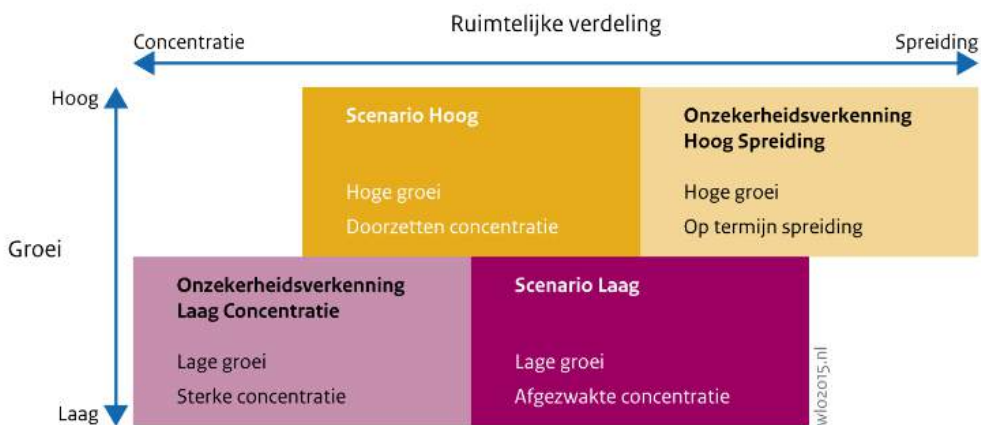 Ruimtelijke verdeling
Concentratie
Spreiding
Hoog
Groei
Laag
Scenario Hoog
Hoge groei
Doorzetten concentratie
Onzekerheidsverkenning
Hoog Spreiding
Hoge groei
Op termijn spreiding
Onzekerheidsverkenning
Laag Concentratie
Lage groei
Sterke concentratie
Scenario Laag
Lage groei
Afgezwakte concentratie
wlo2015.nl